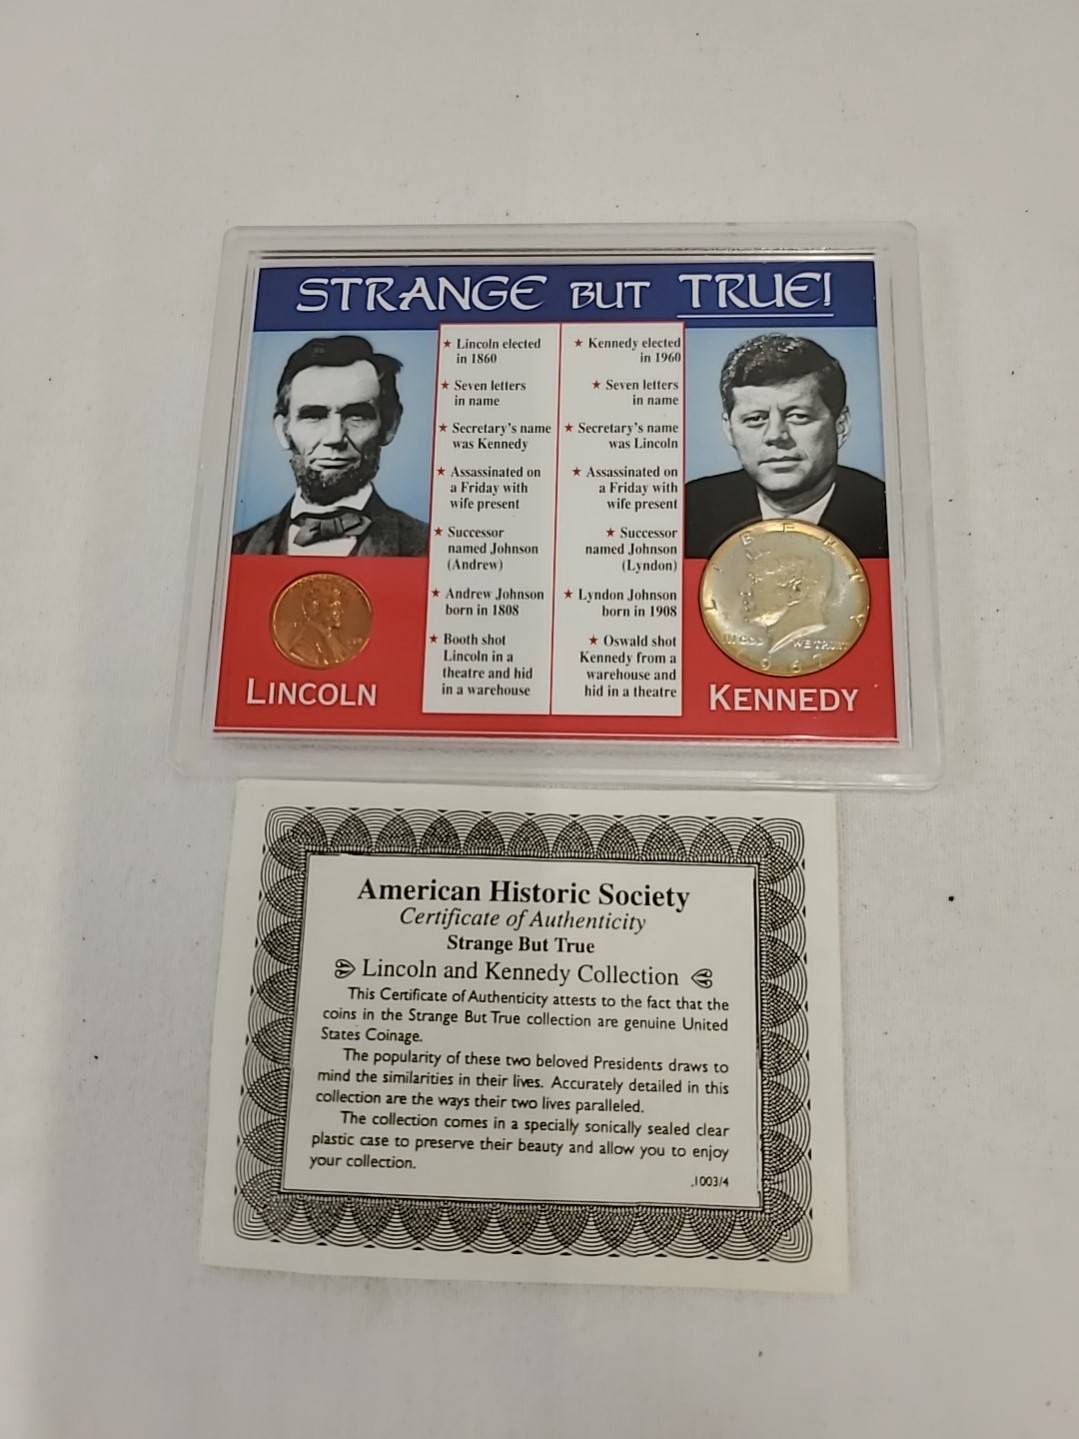 STRANGE BUT TRUE!
★ Lincoln elected
in 1860
★ Seven letters
in name
★ Secretary's name
was Kennedy
★ Assassinated on
a Friday with
wife present
★ Successor
named Johnson
(Andrew)
★ Andrew Johnson
born in 1808
★ Booth shot
Lincoln in a
theatre and hid
in a warehouse
★ Kennedy elected
in 1960
★ Seven letters
in name
★ Secretary's name
was Lincoln
★ Assassinated on
a Friday with
wife present
★ Successor
named Johnson
(Lyndon)
★ Lyndon Johnson
born in 1908
★ Oswald shot
Kennedy from a
warehouse and
hid in a theatre
LINCOLN
LIBERTY
IN GOD WE TRUST
1967
KENNEDY
American Historic Society
Certificate of Authenticity
Strange But True
Lincoln and Kennedy Collection
This Certificate of Authenticity attests to the fact that the
coins in the Strange But True collection are genuine United
States Coinage.
The popularity of these two beloved Presidents draws to
mind the similarities in their lives. Accurately detailed in this
collection are the ways their two lives paralleled.
The collection comes in a specially sonically sealed clear
plastic case to preserve their beauty and allow you to enjoy
your collection.
.1003/4